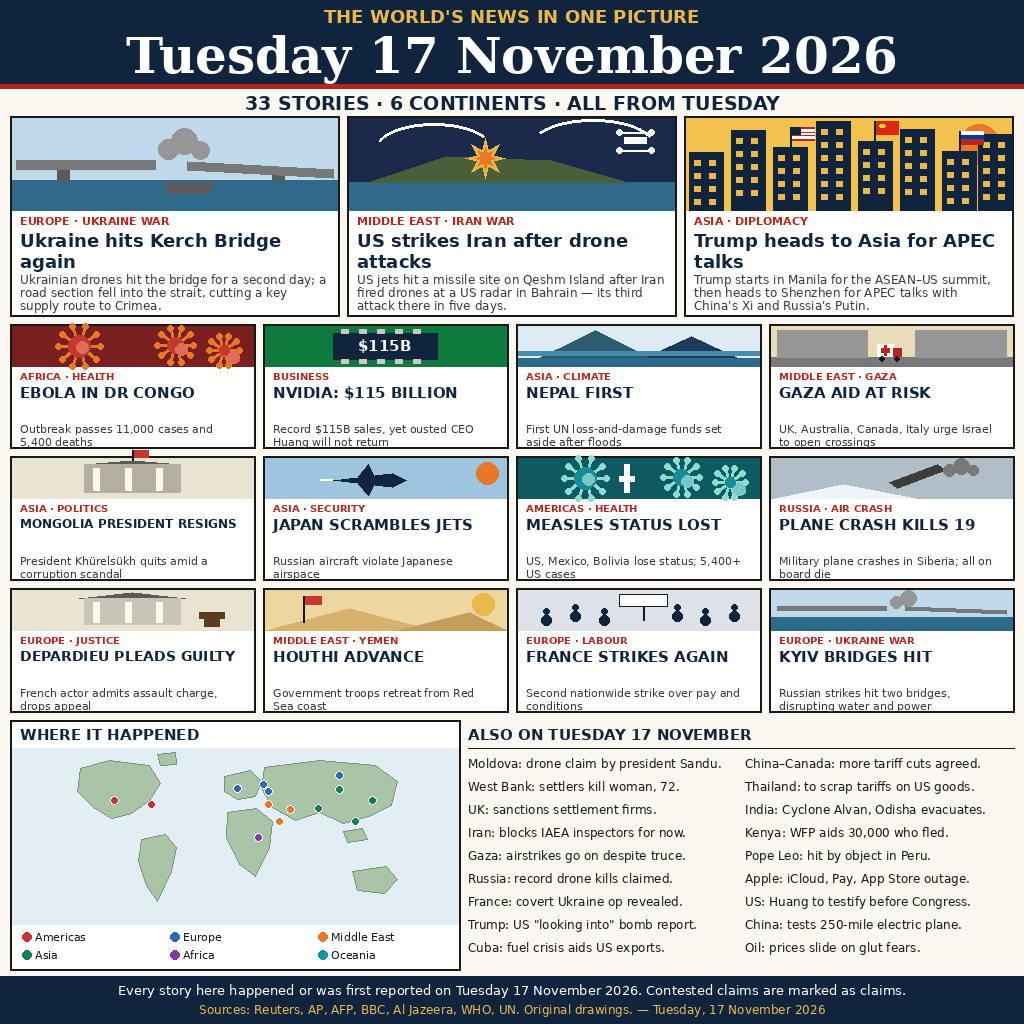 THE WORLD'S NEWS IN ONE PICTURE
Tuesday 17 November 2026
33 STORIES · 6 CONTINENTS · ALL FROM TUESDAY
EUROPE · UKRAINE WAR
Ukraine hits Kerch Bridge
again
Ukrainian drones hit the bridge for a second day; a
road section fell into the strait, cutting a key
supply route to Crimea.
MIDDLE EAST · IRAN WAR
US strikes Iran after drone
attacks
US jets hit a missile site on Qeshm Island after Iran
fired drones at a US radar in Bahrain — its third
attack there in five days.
ASIA · DIPLOMACY
Trump heads to Asia for APEC
talks
Trump starts in Manila for the ASEAN–US summit,
then heads to Shenzhen for APEC talks with
China's Xi and Russia's Putin.
AFRICA · HEALTH
EBOLA IN DR CONGO
Outbreak passes 11,000 cases and
5,400 deaths
$115B
BUSINESS
NVIDIA: $115 BILLION
Record $115B sales, yet ousted CEO
Huang will not return
ASIA · CLIMATE
NEPAL FIRST
First UN loss-and-damage funds set
aside after floods
MIDDLE EAST · GAZA
GAZA AID AT RISK
UK, Australia, Canada, Italy urge Israel
to open crossings
ASIA · POLITICS
MONGOLIA PRESIDENT RESIGNS
President Khürelsükh quits amid a
corruption scandal
ASIA · SECURITY
JAPAN SCRAMBLES JETS
Russian aircraft violate Japanese
airspace
AMERICAS · HEALTH
MEASLES STATUS LOST
US, Mexico, Bolivia lose status; 5,400+
US cases
RUSSIA · AIR CRASH
PLANE CRASH KILLS 19
Military plane crashes in Siberia; all on
board die
EUROPE · JUSTICE
DEPARDIEU PLEADS GUILTY
French actor admits assault charge,
drops appeal
MIDDLE EAST · YEMEN
HOUTHI ADVANCE
Government troops retreat from Red
Sea coast
EUROPE · LABOUR
FRANCE STRIKES AGAIN
Second nationwide strike over pay and
conditions
EUROPE · UKRAINE WAR
KYIV BRIDGES HIT
Russian strikes hit two bridges,
disrupting water and power
WHERE IT HAPPENED
Americas
Europe
Middle East
Asia
Africa
Oceania
ALSO ON TUESDAY 17 NOVEMBER
Moldova: drone claim by president Sandu.
West Bank: settlers kill woman, 72.
UK: sanctions settlement firms.
Iran: blocks IAEA inspectors for now.
Gaza: airstrikes go on despite truce.
Russia: record drone kills claimed.
France: covert Ukraine op revealed.
Trump: US "looking into" bomb report.
Cuba: fuel crisis aids US exports.
China–Canada: more tariff cuts agreed.
Thailand: to scrap tariffs on US goods.
India: Cyclone Alvan, Odisha evacuates.
Kenya: WFP aids 30,000 who fled.
Pope Leo: hit by object in Peru.
Apple: iCloud, Pay, App Store outage.
US: Huang to testify before Congress.
China: tests 250-mile electric plane.
Oil: prices slide on glut fears.
Every story here happened or was first reported on Tuesday 17 November 2026. Contested claims are marked as claims.
Sources: Reuters, AP, AFP, BBC, Al Jazeera, WHO, UN. Original drawings. — Tuesday, 17 November 2026